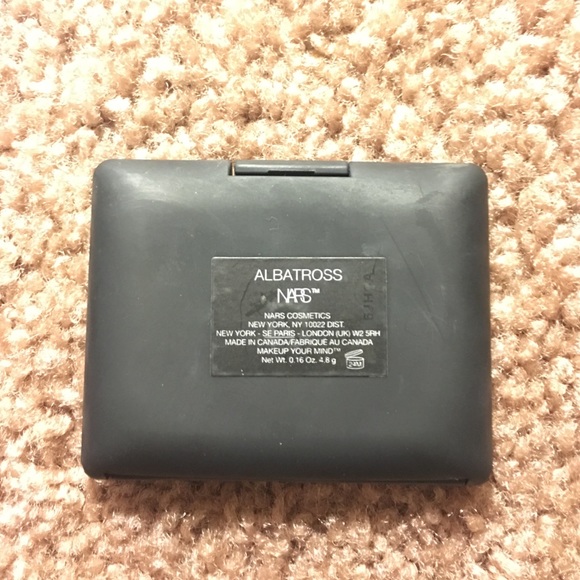 ALBATROSS
NARS™
NARS COSMETICS
NEW YORK, NY 10022 DIST.
NEW YORK - SE PARIS - LONDON (UK) W2 5RH
MADE IN CANADA/FABRIQUE AU CANADA
MAKEUP YOUR MIND™
Net Wt. 0.16 Oz. 4.8 g
24M